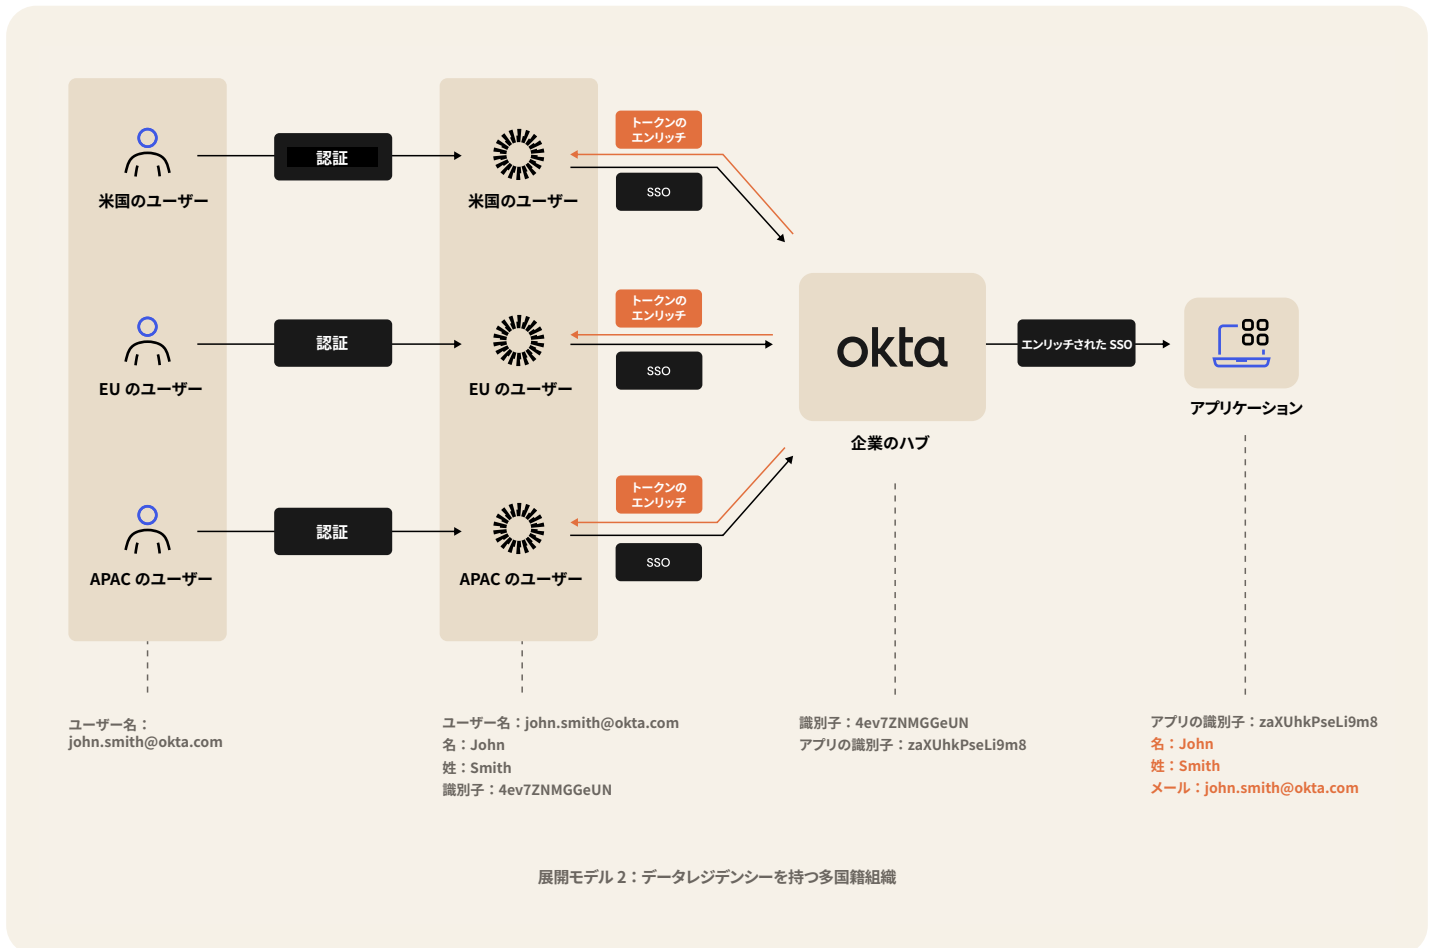 認証
米国のユーザー
米国のユーザー
トークンの
エンリッチ
SSO
認証
EU のユーザー
EU のユーザー
トークンの
エンリッチ
SSO
okta
企業のハブ
エンリッチされた SSO
アプリケーション
認証
APAC のユーザー
APAC のユーザー
トークンの
エンリッチ
SSO
ユーザー名：
john.smith@okta.com
ユーザー名：john.smith@okta.com
名：John
姓：Smith
識別子：4ev7ZNMGGeUN
識別子：4ev7ZNMGGeUN
アプリの識別子：zaXUhkPseLi9m8
アプリの識別子：zaXUhkPseLi9m8
名：John
姓：Smith
メール：john.smith@okta.com
展開モデル 2：データレジデンシーを持つ多国籍組織